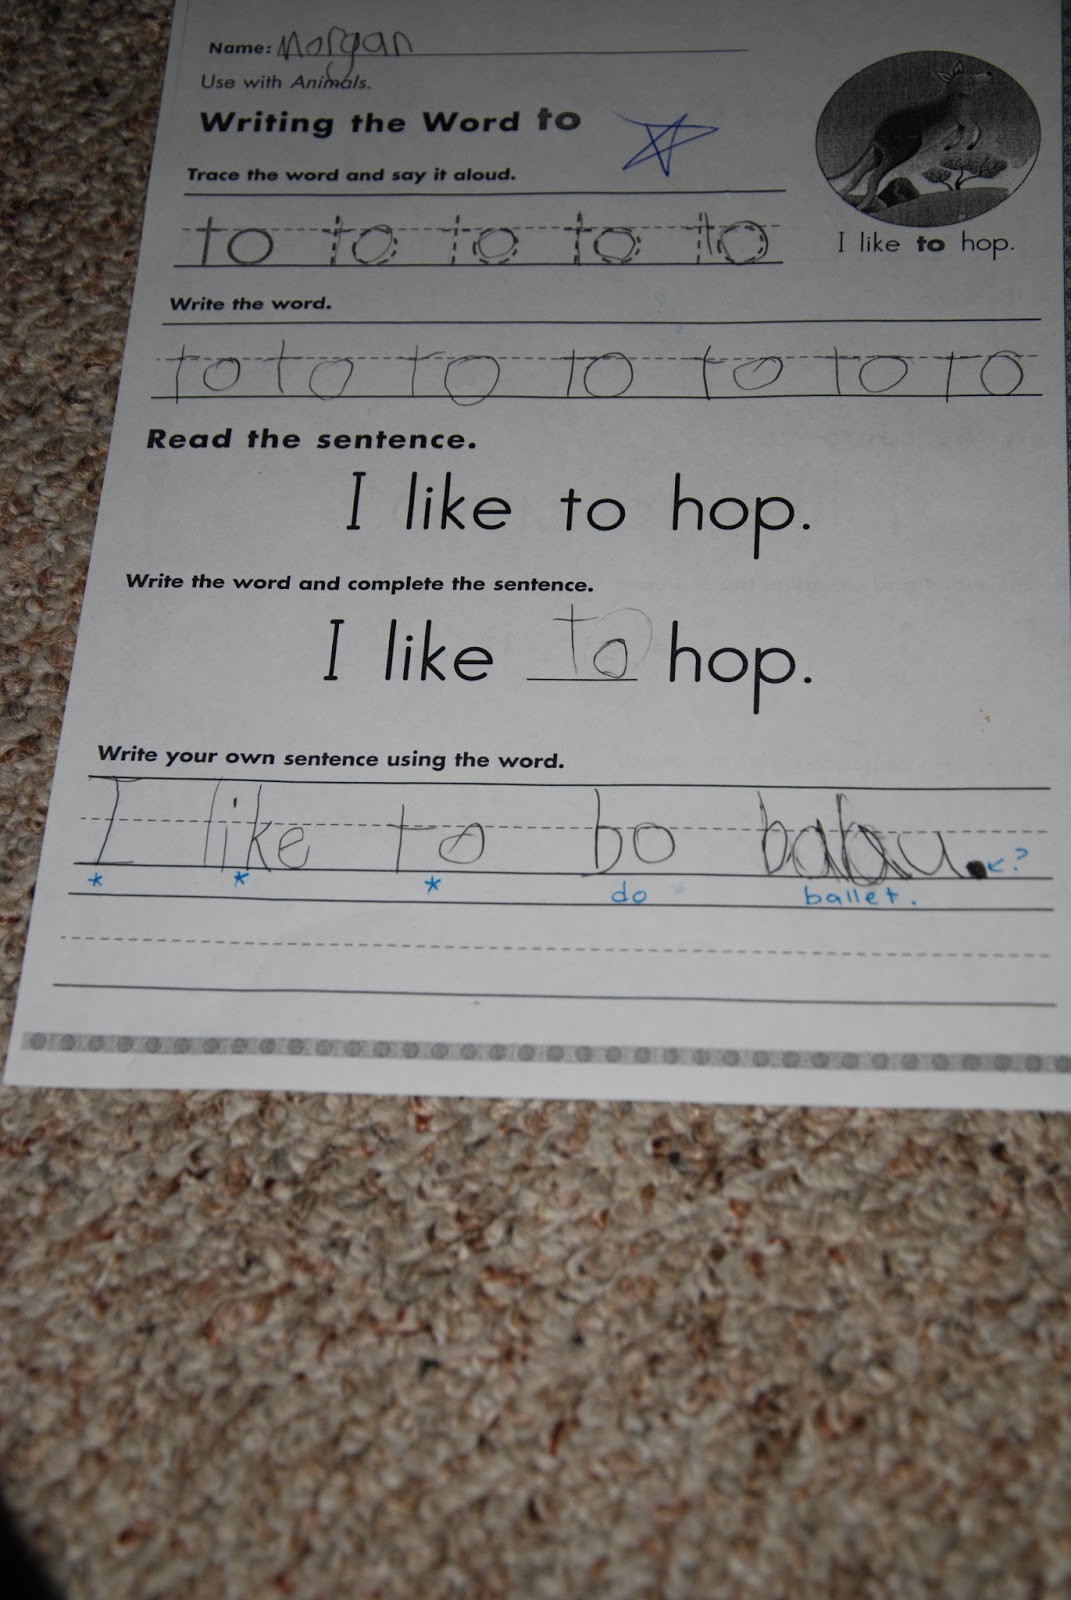 Name: Morgan
Use with Animals.
Writing the Word to
Trace the word and say it aloud.
to to to to to
I like to hop.
Write the word.
to to to to to to to
Read the sentence.
I like to hop.
Write the word and complete the sentence.
I like to hop.
Write your own sentence using the word.
I like to bo
* * * do ballet. ?